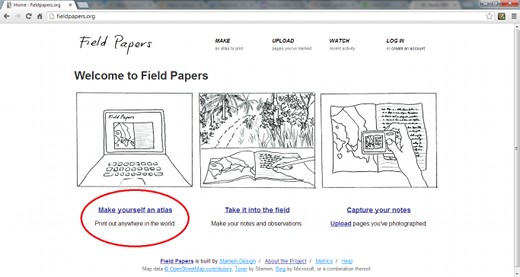 Home - fieldpapers.org
fieldpapers.org
Field Papers
MAKE
an atlas to print
UPLOAD
pages you've marked
WATCH
recent activity
LOG IN
or create an account
Welcome to Field Papers
Field Papers
Make yourself an atlas
Print out anywhere in the world.
Take it into the field
Make your notes and observations.
Capture your notes
Upload pages you've photographed.
Field Papers is built by Stamen Design / About the Project / Metrics / Help
Map data © OpenStreetMap contributors, Toner by Stamen, Bing by Microsoft, or a combination thereof